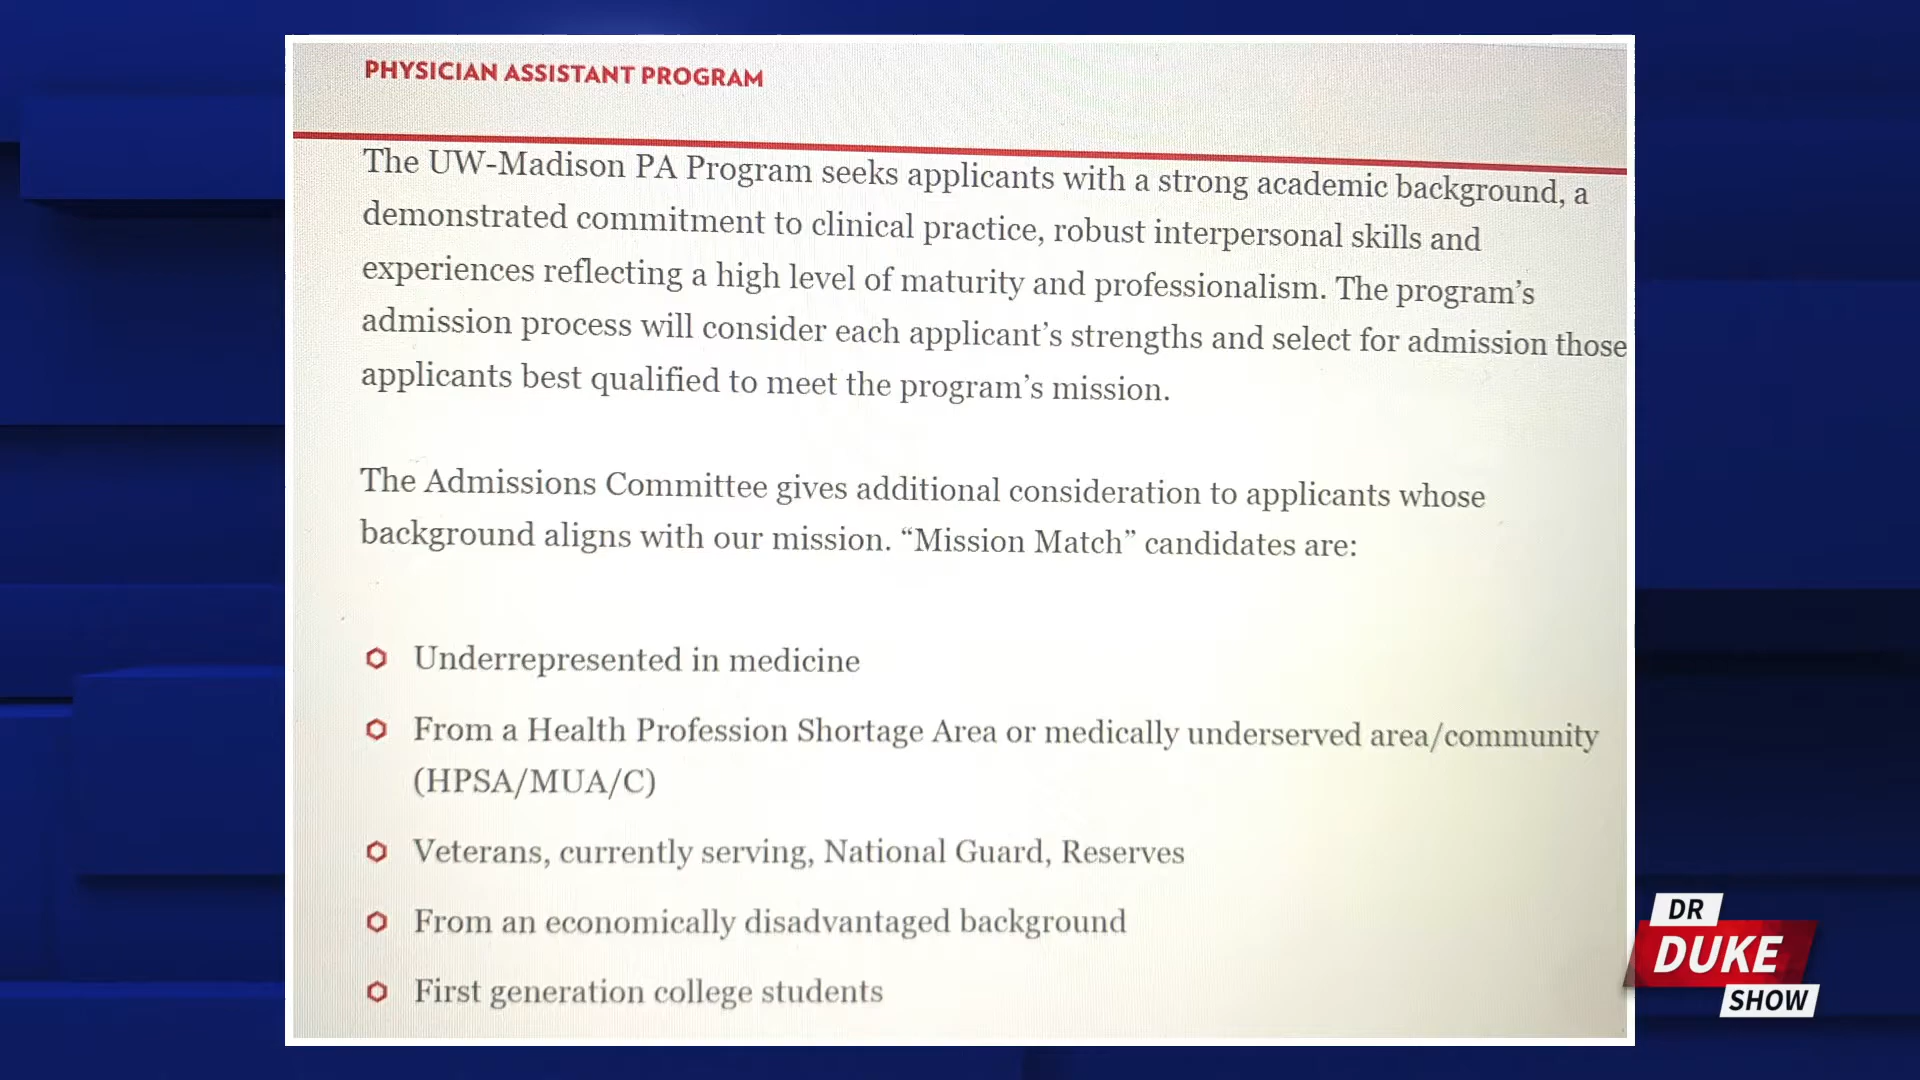 PHYSICIAN ASSISTANT PROGRAM
The UW-Madison PA Program seeks applicants with a strong academic background, a
demonstrated commitment to clinical practice, robust interpersonal skills and
experiences reflecting a high level of maturity and professionalism. The program’s
admission process will consider each applicant’s strengths and select for admission those
applicants best qualified to meet the program’s mission.
The Admissions Committee gives additional consideration to applicants whose
background aligns with our mission. “Mission Match” candidates are:
Underrepresented in medicine
From a Health Profession Shortage Area or medically underserved area/community
(HPSA/MUA/C)
Veterans, currently serving, National Guard, Reserves
From an economically disadvantaged background
First generation college students
DR
DUKE
SHOW